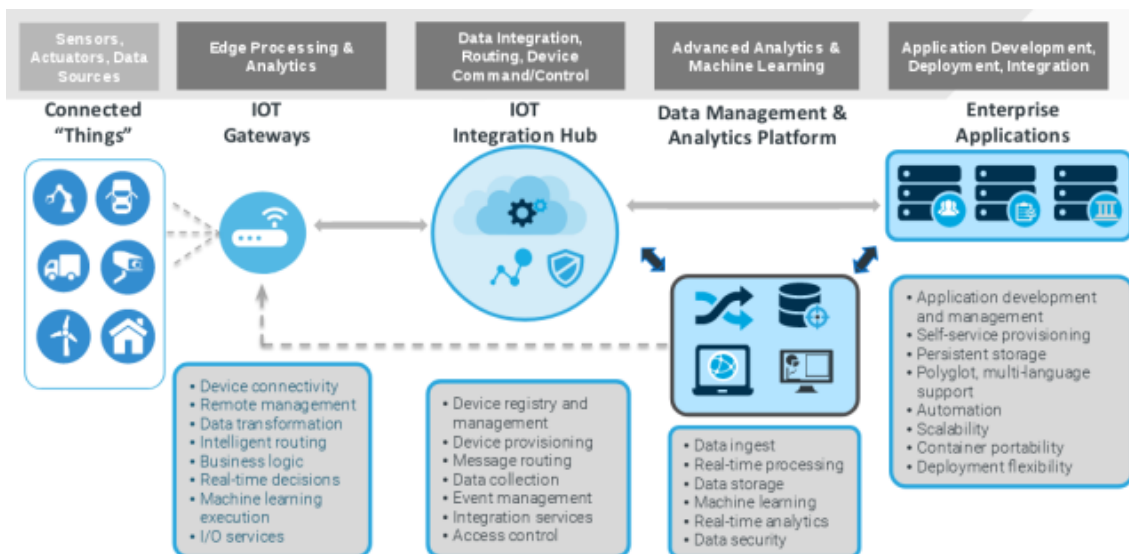 Sensors,
Actuators, Data
Sources
Edge Processing &
Analytics
Data Integration,
Routing, Device
Command/Control
Advanced Analytics &
Machine Learning
Application Development,
Deployment, Integration
Connected
“Things”
IOT
Gateways
IOT
Integration Hub
Data Management &
Analytics Platform
Enterprise
Applications
• Device connectivity
• Remote management
• Data transformation
• Intelligent routing
• Business logic
• Real-time decisions
• Machine learning
execution
• I/O services
• Device registry and
management
• Device provisioning
• Message routing
• Data collection
• Event management
• Integration services
• Access control
• Data ingest
• Real-time processing
• Data storage
• Machine learning
• Real-time analytics
• Data security
• Application development
and management
• Self-service provisioning
• Persistent storage
• Polyglot, multi-language
support
• Automation
• Scalability
• Container portability
• Deployment flexibility